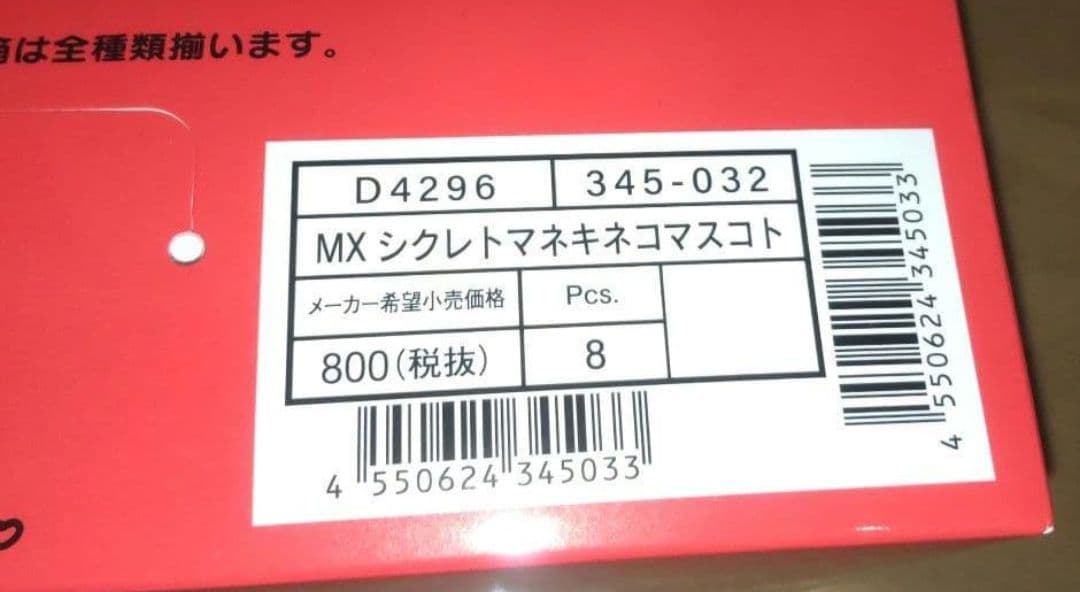 は全種類揃います。
D4296 345-032
MXシクレトマネキネコマスコト
メーカー希望小売価格 Pcs.
800(税抜) 8
4 550624 345033
4 550624 345033